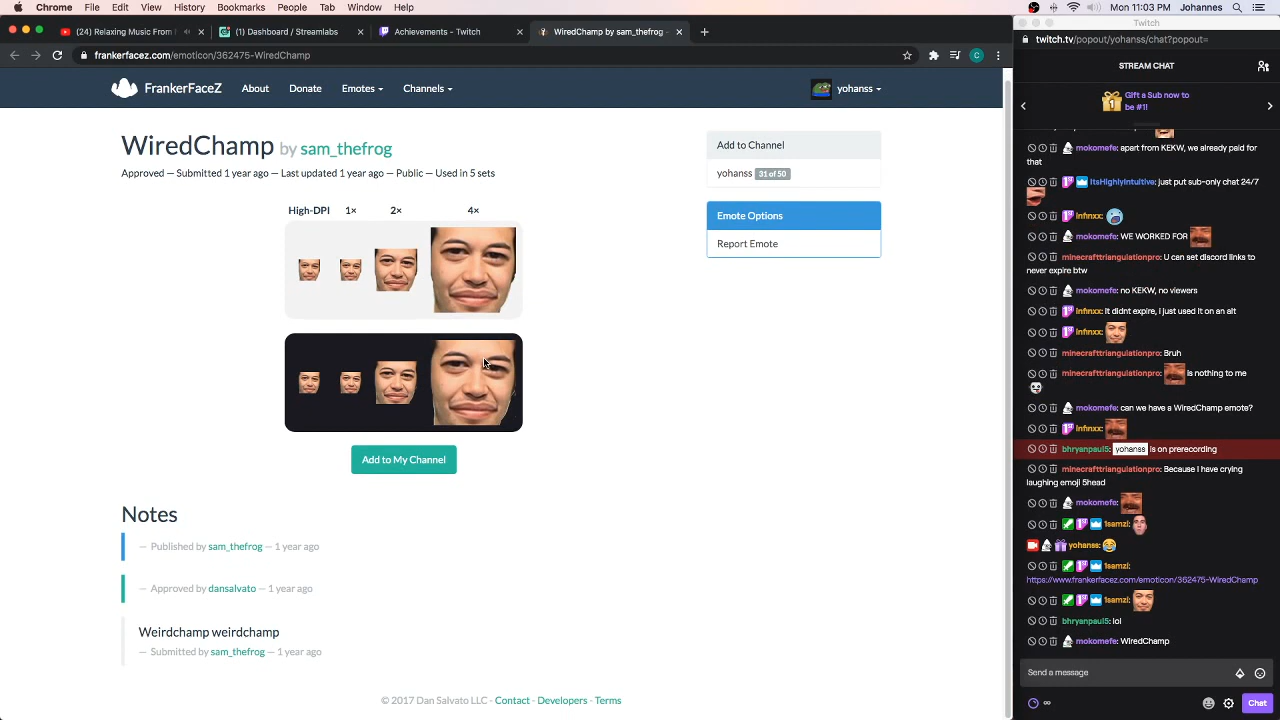 Chrome File Edit View History Bookmarks People Tab Window Help Mon 11:03 PM Johannes
(24) Relaxing Music From (1) Dashboard / Streamlabs Achievements - Twitch WiredChamp by sam_thefrog -
frankerfacez.com/emoticon/362475-WiredChamp
FrankerFaceZ About Donate Emotes Channels yohanss
WiredChamp by sam_thefrog
Approved — Submitted 1 year ago — Last updated 1 year ago — Public — Used in 5 sets
High-DPI 1× 2× 4×
Add to My Channel
Notes
— Published by sam_thefrog — 1 year ago
— Approved by dansalvato — 1 year ago
Weirdchamp weirdchamp
— Submitted by sam_thefrog — 1 year ago
Add to Channel
yohanss 31 of 50
Emote Options
Report Emote
© 2017 Dan Salvato LLC - Contact - Developers - Terms
Twitch
twitch.tv/popout/yohanss/chat?popout=
STREAM CHAT
Gift a Sub now to
be #1!
mokomefe: apart from KEKW, we already paid for
that
ItsHighlyIntuitive: just put sub-only chat 24/7
Infinxx:
mokomefe: WE WORKED FOR
minecrafttriangulationpro: U can set discord links to
never expire btw
mokomefe: no KEKW, no viewers
Infinxx: It didnt expire, I just used it on an alt
Infinxx:
minecrafttriangulationpro: Bruh
minecrafttriangulationpro: is nothing to me
mokomefe: can we have a WiredChamp emote?
Infinxx:
bhryanpaul5: yohanss is on prerecording
minecrafttriangulationpro: Because I have crying
laughing emoji 5head
mokomefe:
1samzi:
yohanss:
1samzi:
https://www.frankerfacez.com/emoticon/362475-WiredChamp
1samzi:
bhryanpaul5: lol
mokomefe: WiredChamp
Send a message
Chat